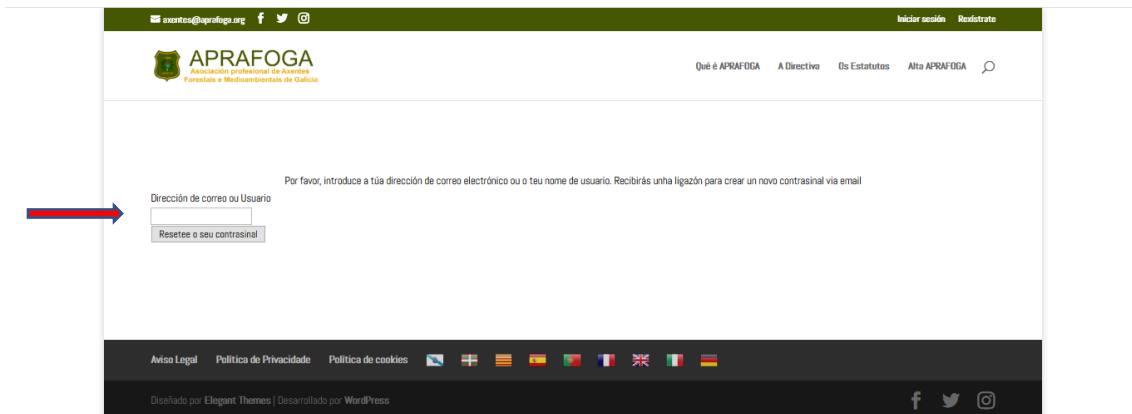 axentes@aprafoga.org
Iniciar sesión Rexístrate
APRAFOGA
Asociación profesional de Axentes
Forestais e Medioambientais de Galicia
Qué é APRAFOGA A Directiva Os Estatutos Alta APRAFOGA
Por favor, introduce a túa dirección de correo electrónico ou o teu nome de usuario. Recibirás unha ligazón para crear un novo contrasinal via email
Dirección de correo ou Usuario
Resetee o seu contrasinal
Aviso Legal Política de Privacidade Política de cookies
Diseñado por Elegant Themes | Desarrollado por WordPress